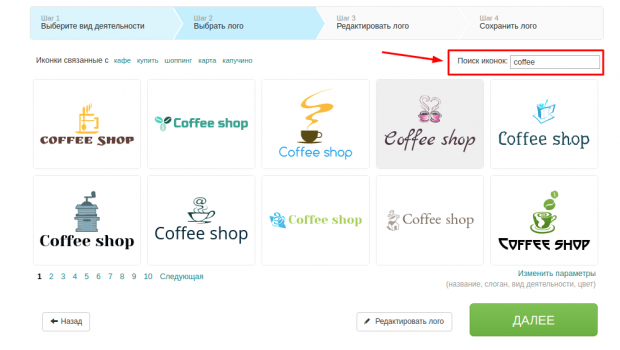 Шаг 1
Выберите вид деятельности
Шаг 2
Выбрать лого
Шаг 3
Редактировать лого
Шаг 4
Сохранить лого
Иконки связанные с кафе купить шоппинг карта капучино
Поиск иконок: coffee
COFFEE SHOP
Coffee shop
Coffee shop
Coffee shop
Coffee shop
Coffee shop
Coffee shop
Coffee shop
Coffee shop
COFFEE SHOP
1 2 3 4 5 6 7 8 9 10 Следующая
Изменить параметры
(название, слоган, вид деятельности, цвет)
Назад
Редактировать лого
ДАЛЕЕ